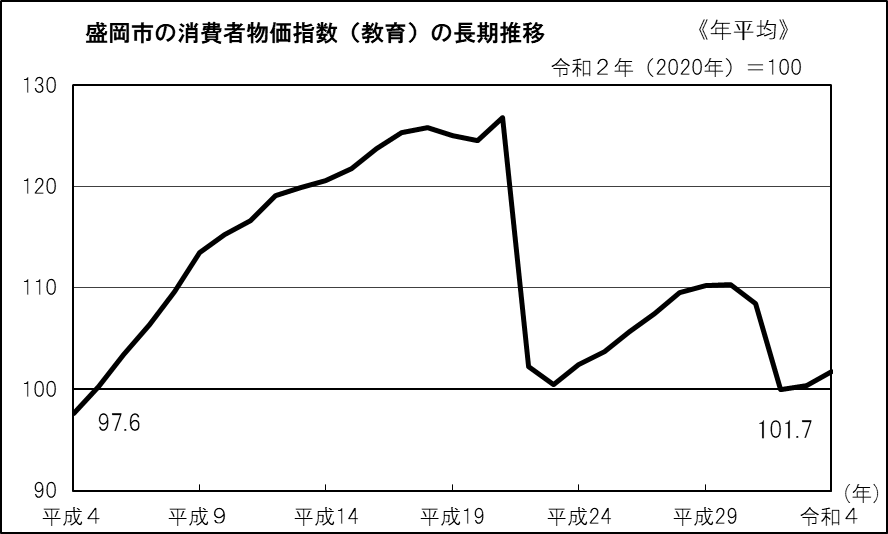 盛岡市の消費者物価指数（教育）の長期推移
《年平均》
令和２年（2020年）＝100
130
120
110
100
90
97.6
101.7
（年）
平成４
平成９
平成14
平成19
平成24
平成29
令和４